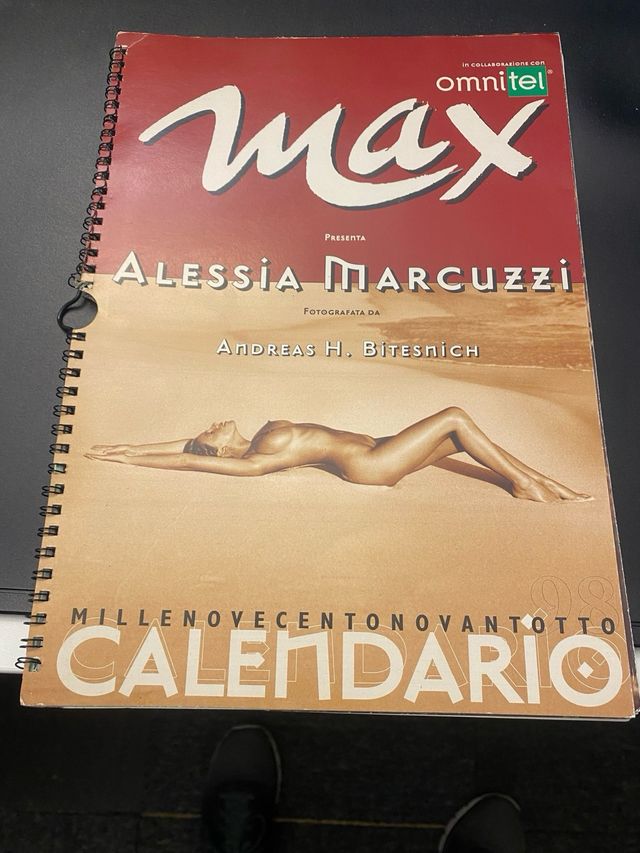 in collaborazione con
omnitel®
max
Presenta
Alessia Marcuzzi
Fotografata da
Andreas H. Bitesnich
98
MILLENOVECENTONOVANTOTTO
CALENDARIO